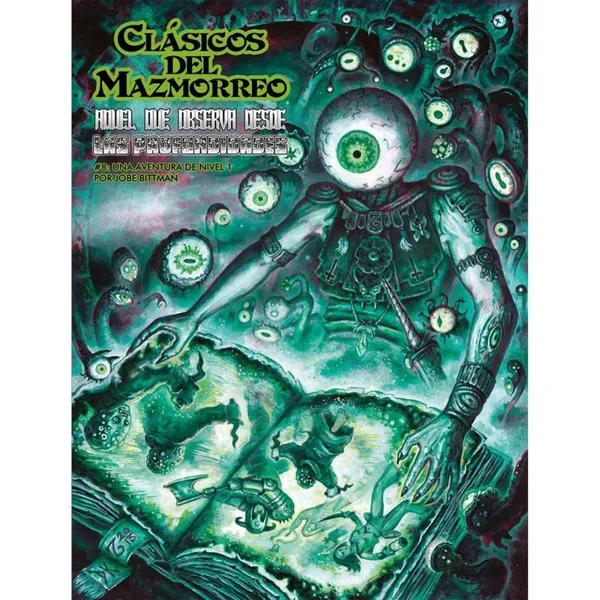 CLÁSICOS
DEL
MAZMORREO
AQUEL QUE OBSERVA DESDE
LAS PROFUNDIDADES
#8: UNA AVENTURA DE NIVEL 1
POR JOBE BITTMAN